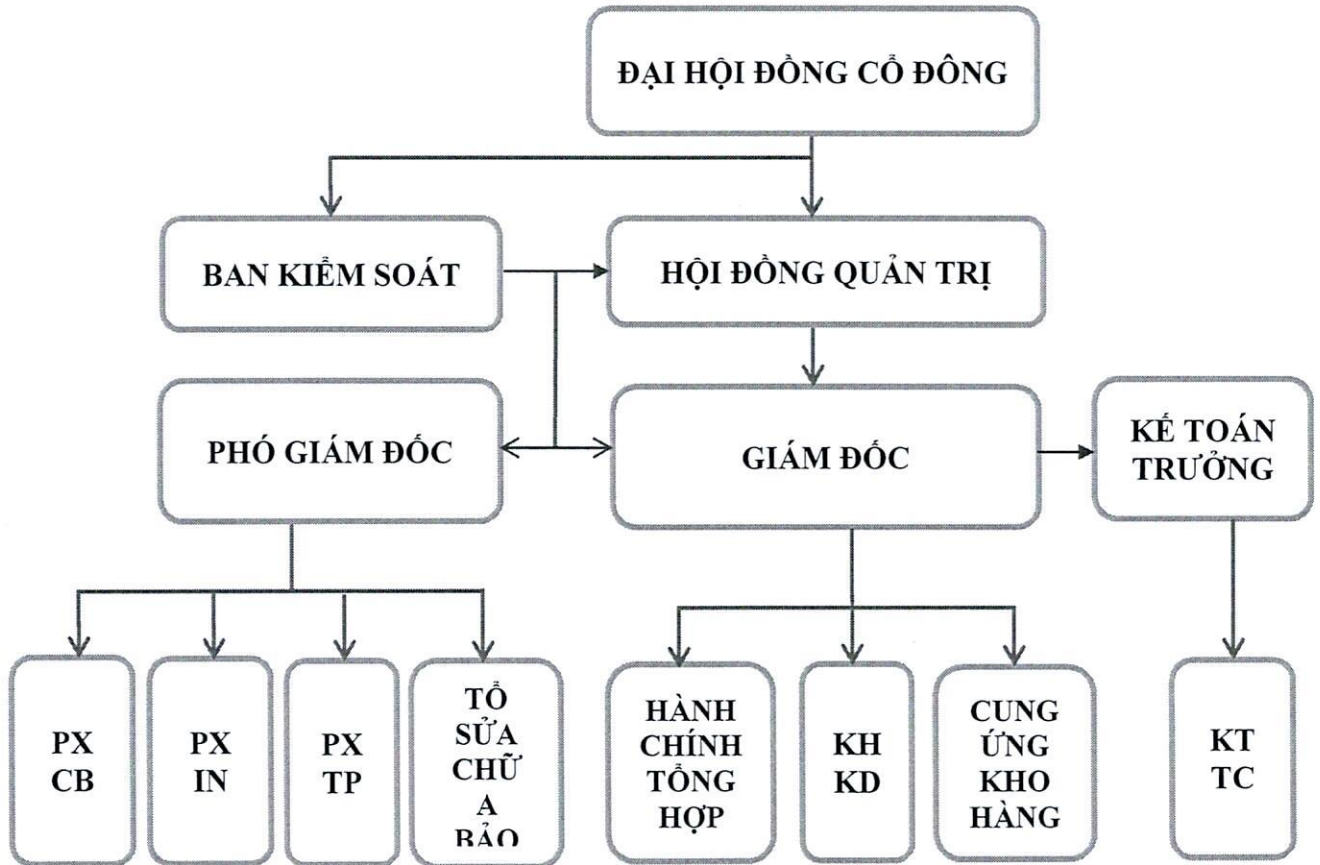 ĐẠI HỘI ĐỒNG CỔ ĐÔNG
BAN KIỂM SOÁT
HỘI ĐỒNG QUẢN TRỊ
PHÓ GIÁM ĐỐC
GIÁM ĐỐC
KẾ TOÁN
TRƯỞNG
PX
CB
PX
IN
PX
TP
TỔ
SỬA
CHỮ
A
BẢO
HÀNH
CHÍNH
TỔNG
HỢP
KH
KD
CUNG
ỨNG
KHO
HÀNG
KT
TC